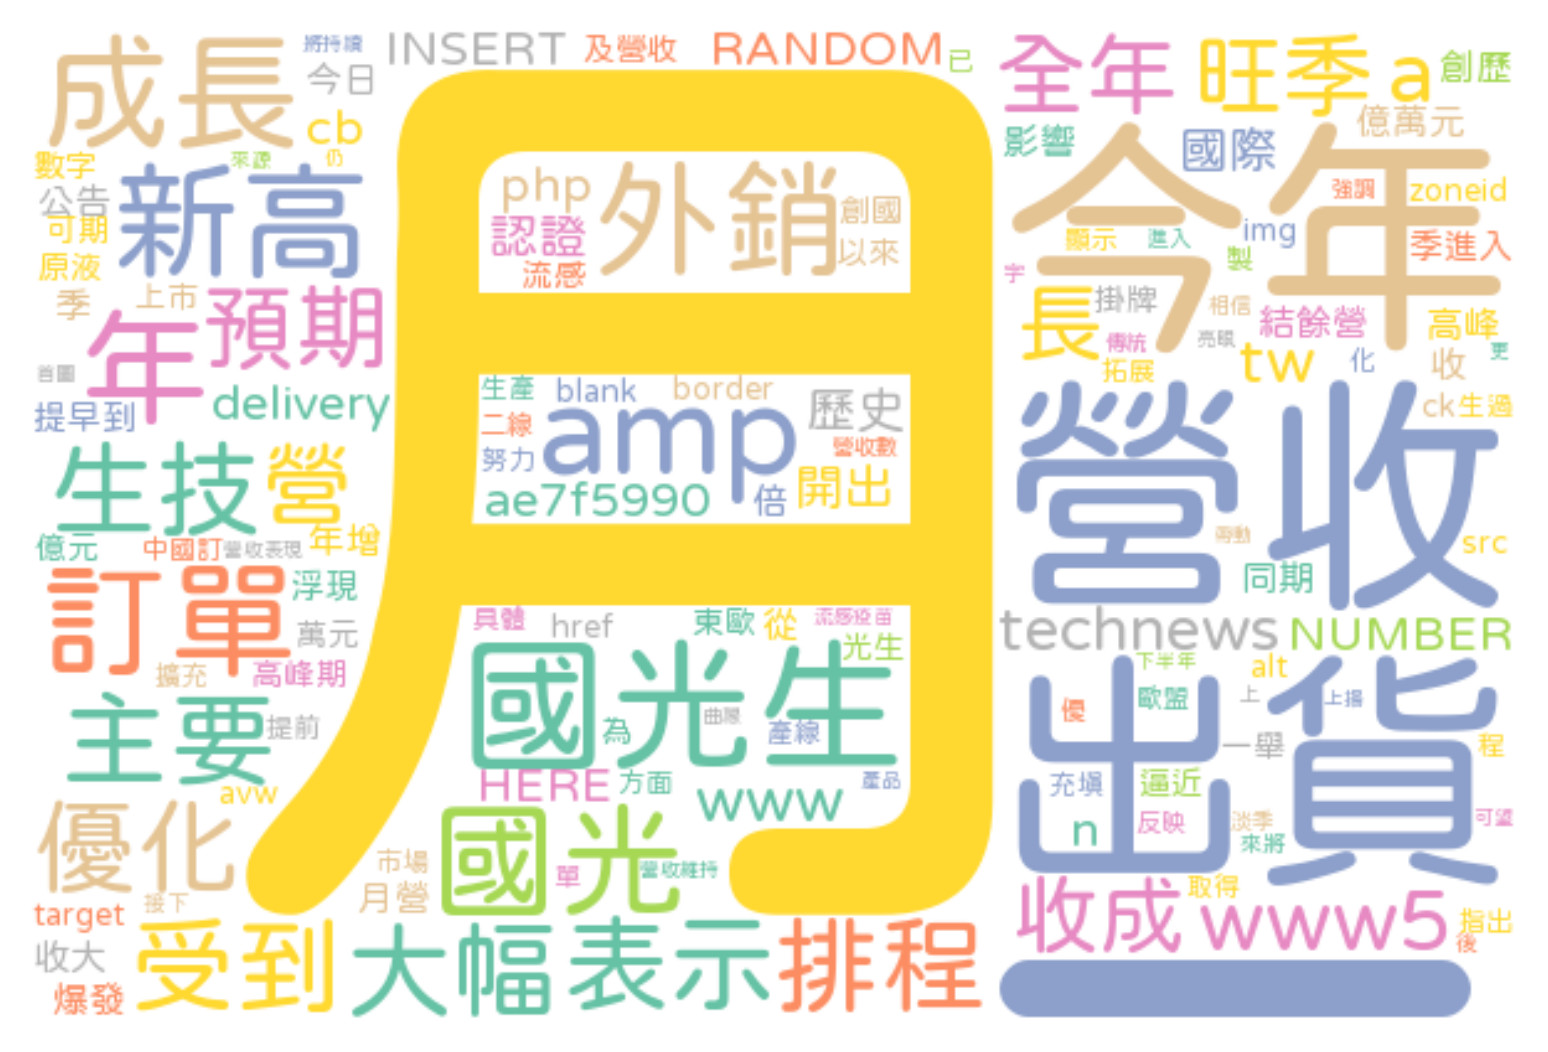 成長
將持續
今日
INSERT
及營收
RANDOM
已
全年
旺季
a
創歷
cb
數字
來源
仍
影響
國際
億萬元
公告
新高
可期
原液
php
外銷
認證
創國
以來
流感
今年
強調
zoneid
顯示
進入
img
季進入
製
字
季
上市
年
預期
月
長
掛牌
相信
結餘營
高峰
首圖
傳統
亮眼
tw
化
收
更
拓展
提早到
delivery
生產
blank
border
二線
amp
歷史
營收數
努力
ae7f5990
倍
開出
營收
ck
生過
生技
營
億元
中國訂
營收表現
年增
帶動
src
同期
訂單
浮現
萬元
擴充
高峰期
具體
href
東歐
從
流感疫苗
光生
technews
NUMBER
國光生
曲線
為
產線
主要
提前
avw
HERE
方面
www
產品
出貨
下半年
alt
優
歐盟
上
上揚
一舉
程
充填
逼近
n
反映
淡季
來將
可望
優化
市場
國光
單
營收維持
月營
target
接下
收成
取得
www5
指出
後
收大
受到
大幅
表示
排程
爆發
一